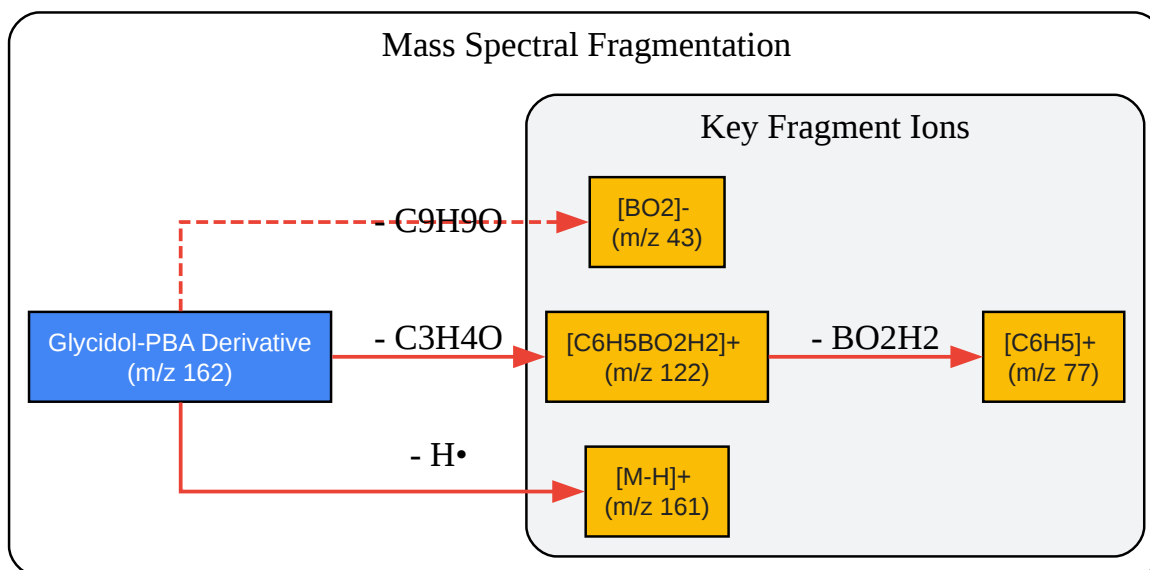 Mass Spectral Fragmentation
Key Fragment Ions
- C9H9O
[BO2]-
(m/z 43)
Glycidol-PBA Derivative
(m/z 162)
- C3H4O
[C6H5BO2H2]+
(m/z 122)
- BO2H2
[C6H5]+
(m/z 77)
- H•
[M-H]+
(m/z 161)